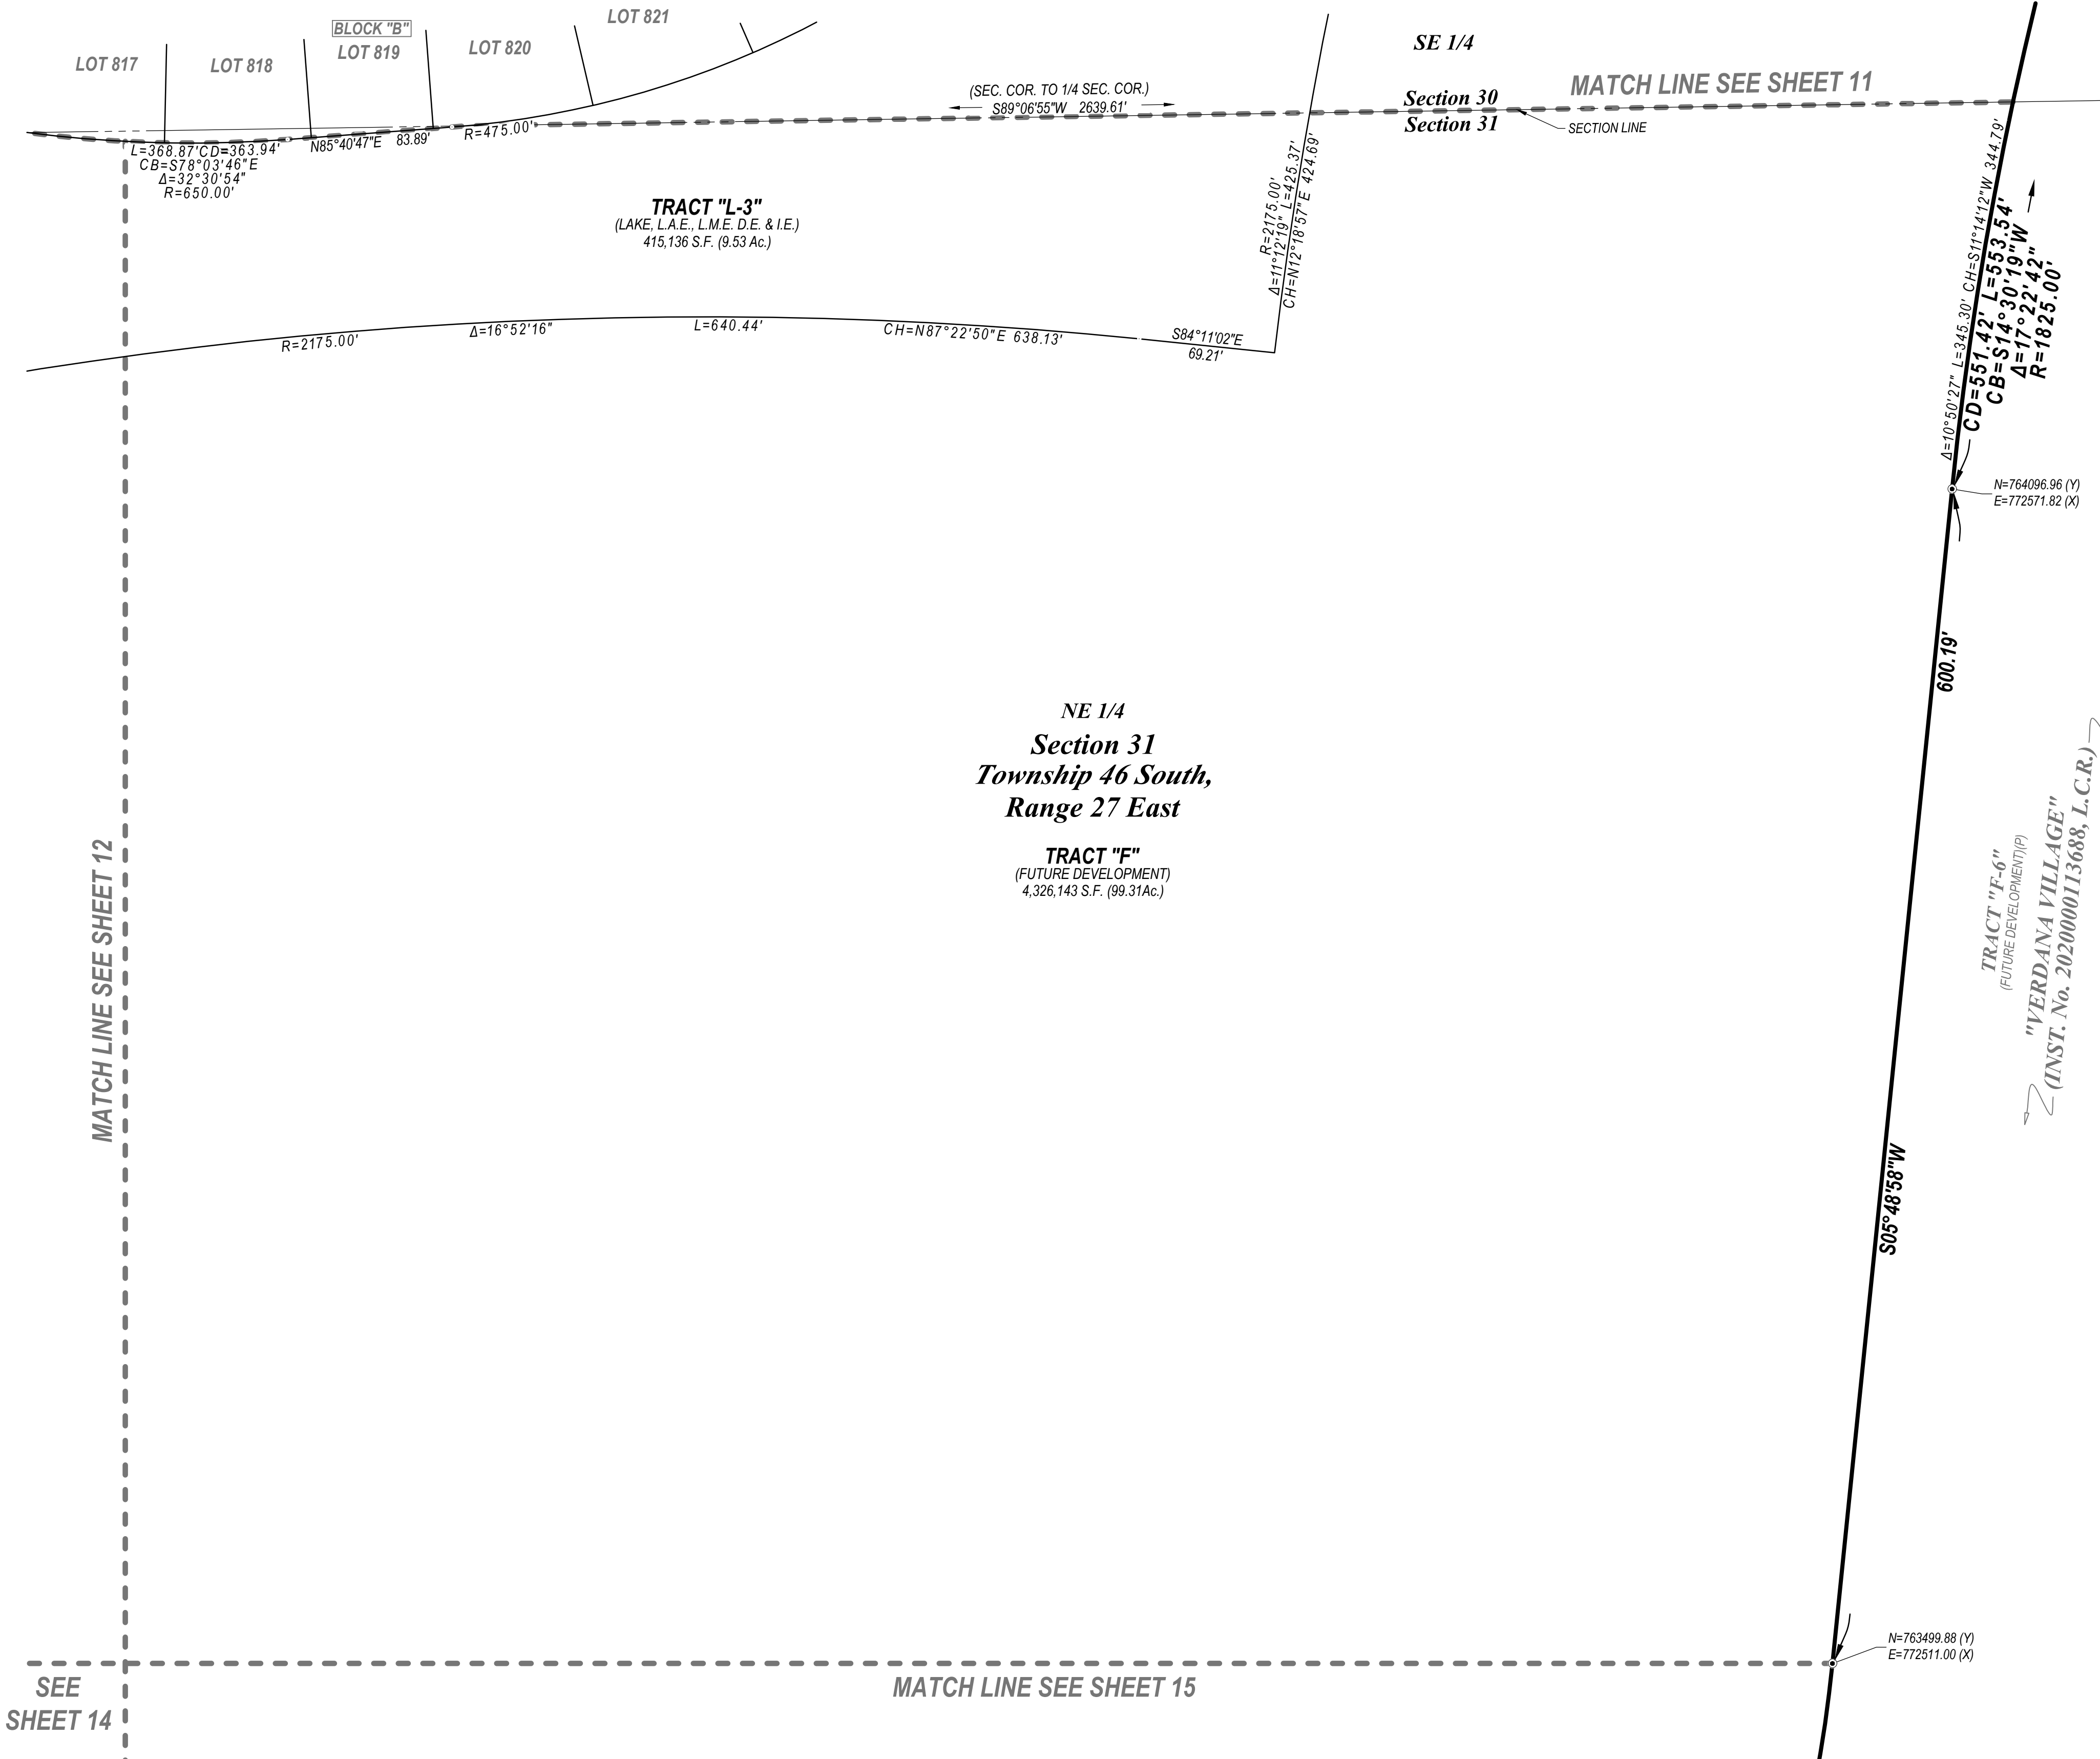 LOT 817
LOT 818
BLOCK "B"
LOT 819
LOT 820
LOT 821
SE 1/4
(SEC. COR. TO 1/4 SEC. COR.)
S89°06'55"W 2639.61'
Section 30
Section 31
MATCH LINE SEE SHEET 11
SECTION LINE
L=368.87' CD=363.94'
CB=S78°03'46"E
Δ=32°30'54"
R=650.00'
N85°40'47"E 83.89'
R=475.00'
TRACT "L-3"
(LAKE, L.A.E., L.M.E. D.E. & I.E.)
415,136 S.F. (9.53 Ac.)
R=2175.00'
Δ=11°12'19" L=425.37'
CH=N12°18'57"E 424.69'
R=2175.00' Δ=16°52'16" L=640.44' CH=N87°22'50"E 638.13'
S84°11'02"E
69.21'
Δ=10°50'27" L=345.30' CH=S11°14'12"W 344.79'
CD=551.42' L=553.54'
CB=S14°30'19"W
Δ=17°22'42"
R=1825.00'
N=764096.96 (Y)
E=772571.82 (X)
600.19'
S05°48'58"W
NE 1/4
Section 31
Township 46 South,
Range 27 East
TRACT "F"
(FUTURE DEVELOPMENT)
4,326,143 S.F. (99.31Ac.)
MATCH LINE SEE SHEET 12
TRACT "F-6"
(FUTURE DEVELOPMENT)(P)
"VERDANA VILLAGE"
(INST. No. 2020000113688, L.C.R.)
N=763499.88 (Y)
E=772511.00 (X)
SEE
SHEET 14
MATCH LINE SEE SHEET 15